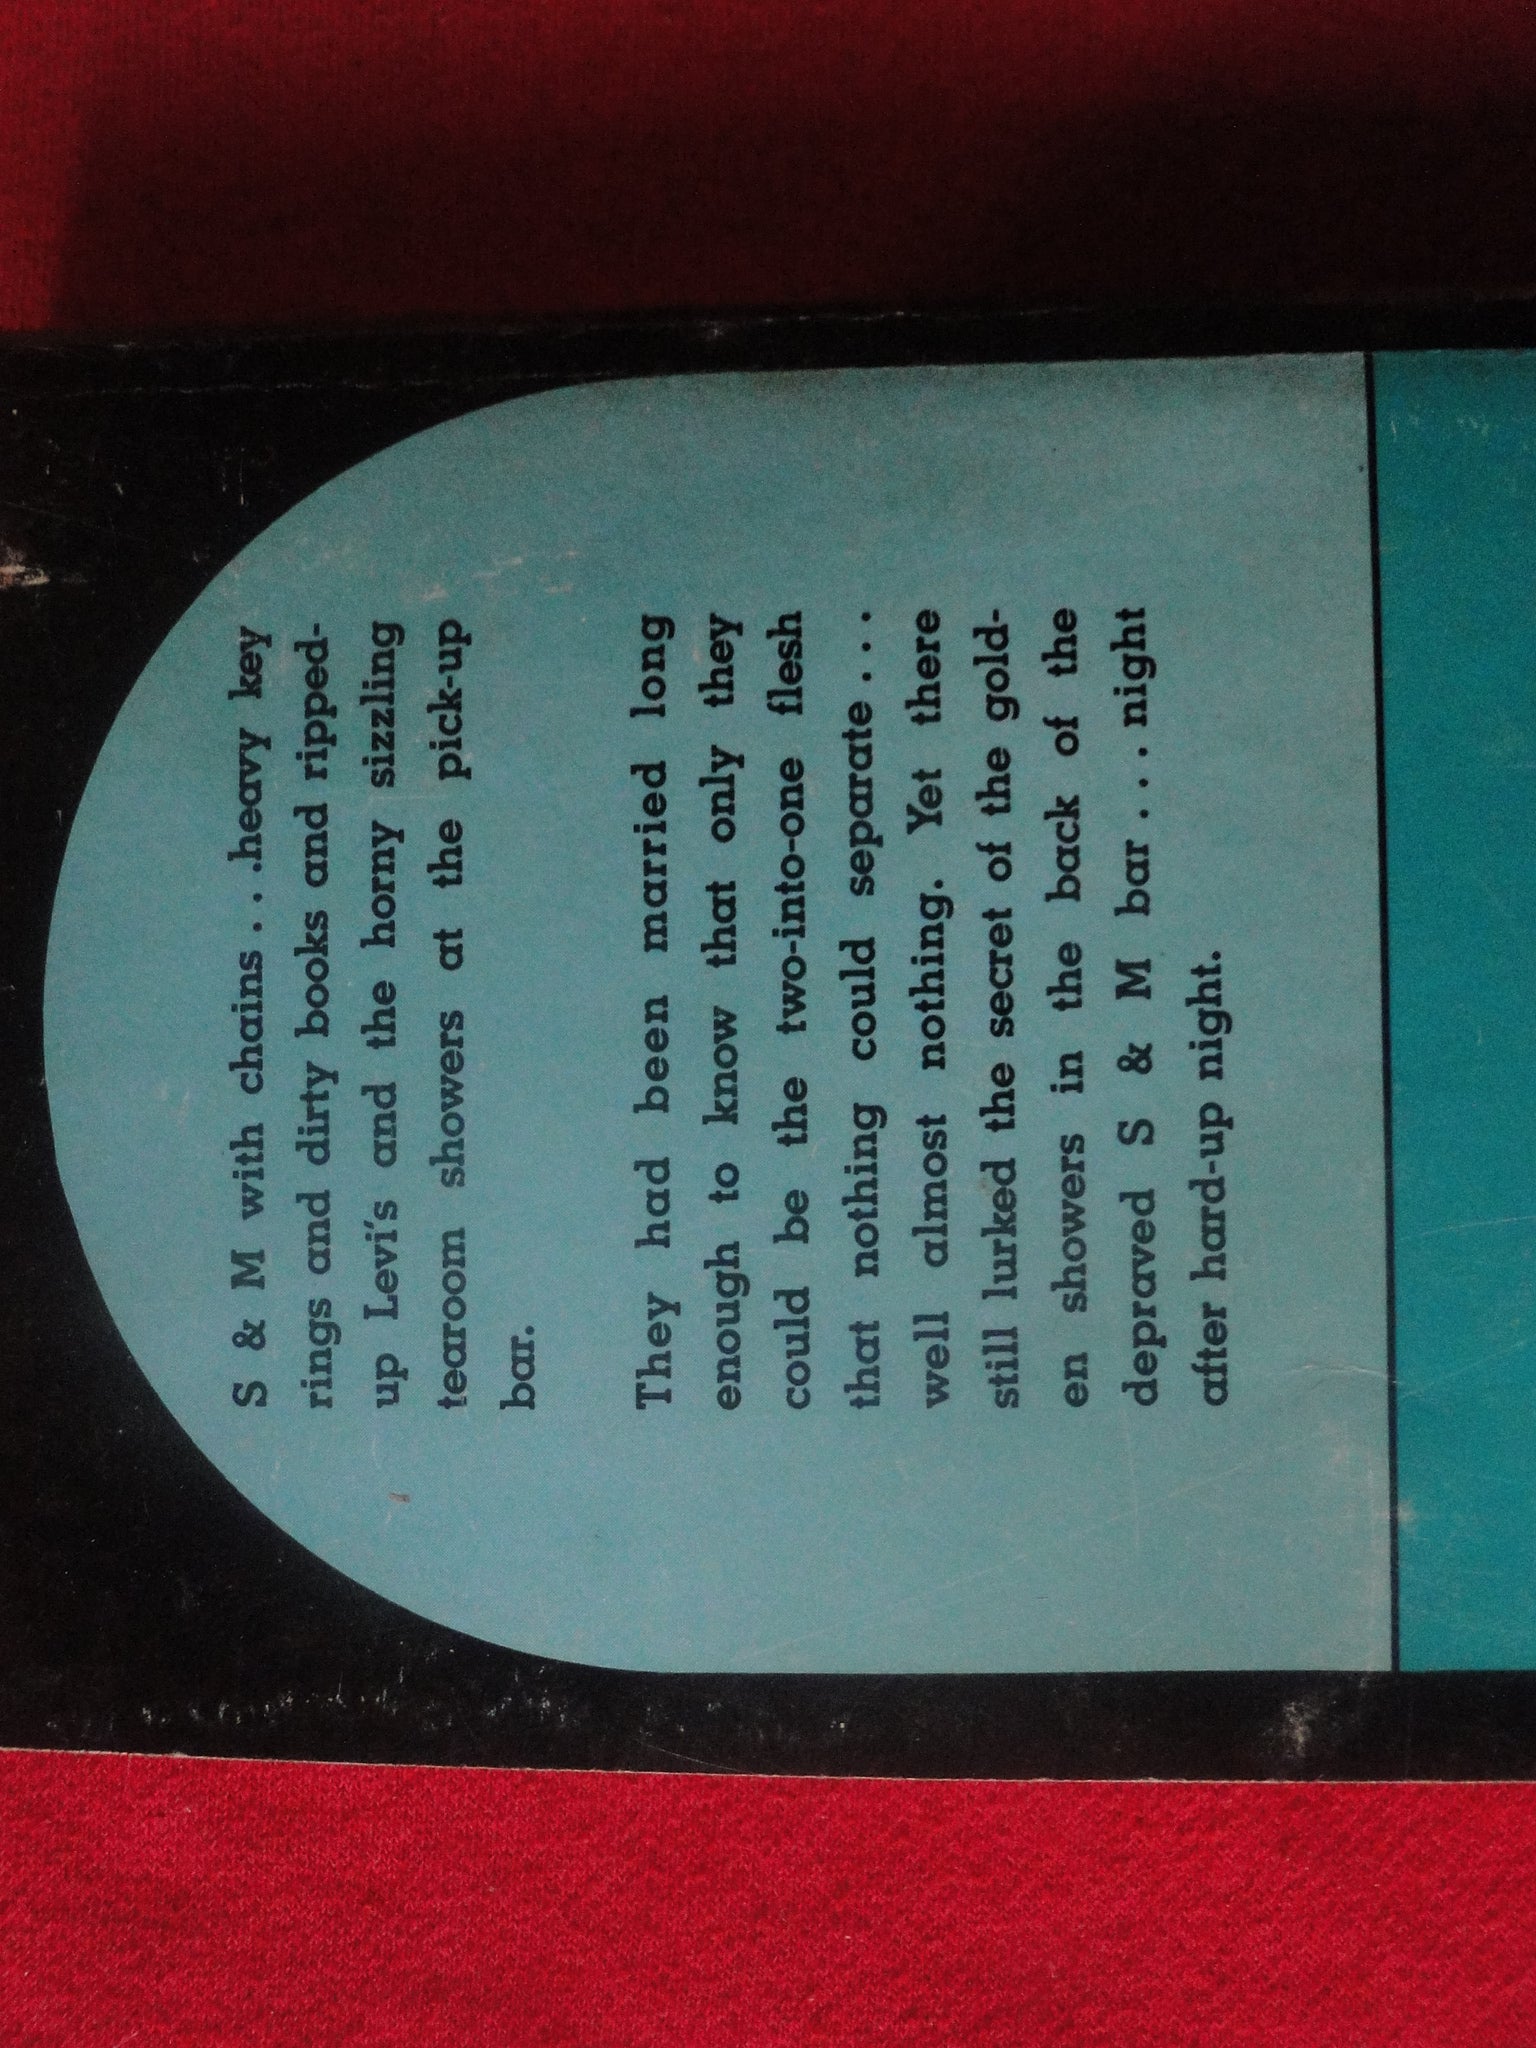 S & M with chains...heavy key
rings and dirty books and ripped-
up Levi's and the horny sizzling
tearoom showers at the pick-up
bar.
They had been married long
enough to know that only they
could be the two-into-one flesh
that nothing could separate....
well almost nothing. Yet there
still lurked the secret of the gold-
en showers in the back of the
depraved S & M bar...night
after hard-up night.